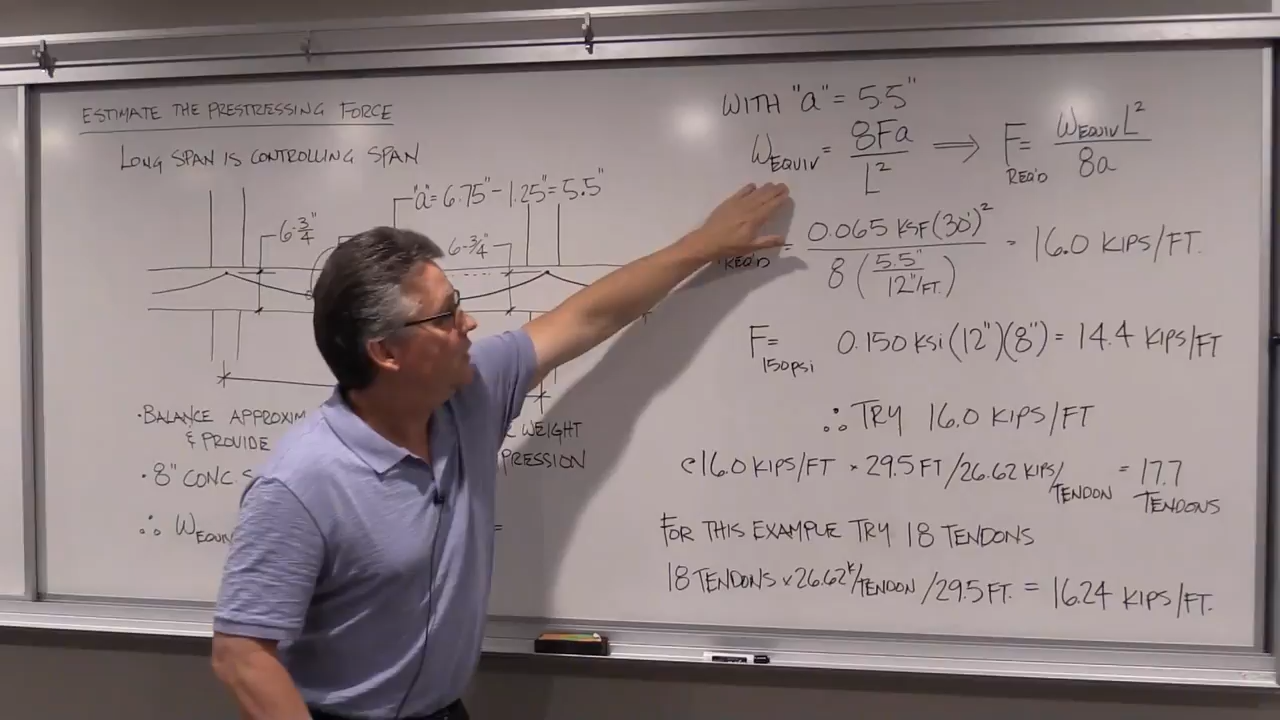 ESTIMATE THE PRESTRESSING FORCE
LONG SPAN IS CONTROLLING SPAN
"a"= 6.75" - 1.25" = 5.5"
6-3/4"
6-3/4"
• BALANCE
& PROVIDE
WEIGHT
• 8" CONC.
∴ W
=
WITH "a" = 5.5"
WEQUIV = 8Fa / L² ⟹ F REQ'D = WEQUIV L² / 8a
REQ'D = 0.065 KSF (30')² / 8 (5.5" / 12"/FT.) = 16.0 KIPS/FT.
F 150psi = 0.150 ksi (12")(8") = 14.4 KIPS/FT
∴ TRY 16.0 KIPS/FT
@ 16.0 KIPS/FT × 29.5 FT / 26.62 KIPS/TENDON = 17.7 TENDONS
FOR THIS EXAMPLE TRY 18 TENDONS
18 TENDONS × 26.62ᵏ/TENDON / 29.5 FT. = 16.24 KIPS/FT.